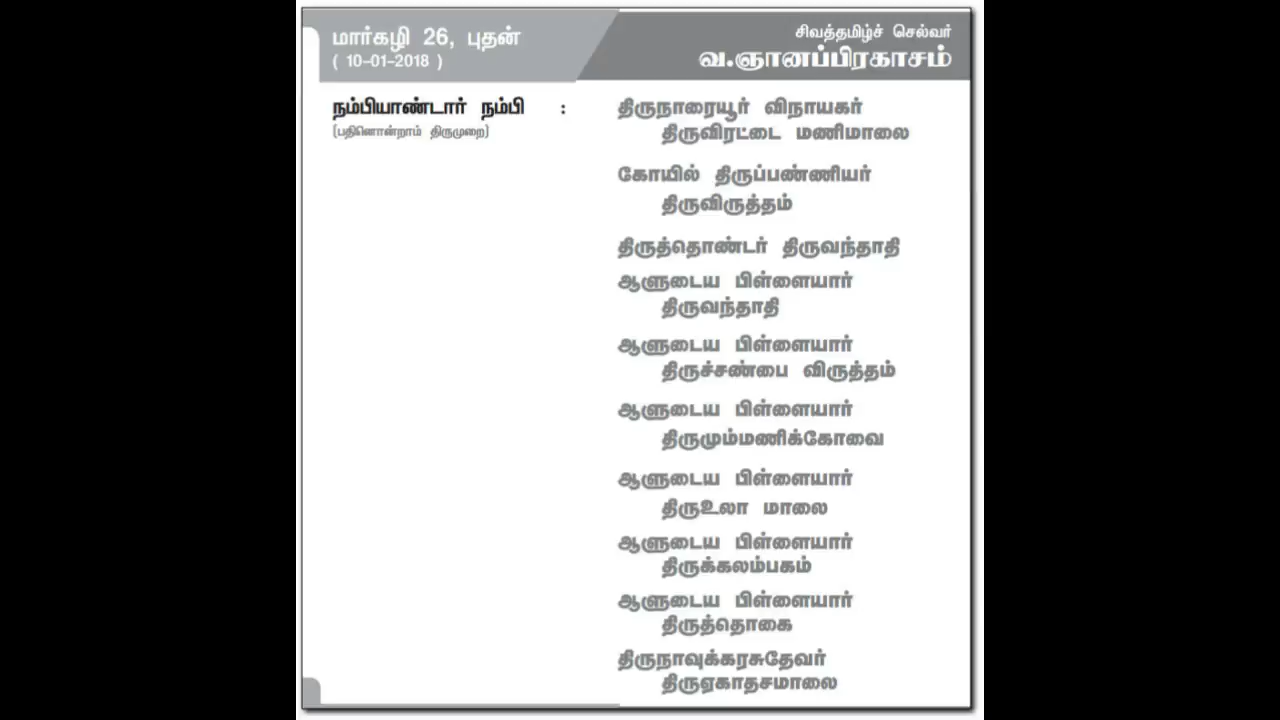 மார்கழி 26, புதன்
( 10-01-2018 )
சிவத்தமிழ்ச் செல்வர்
வ.ஞானப்பிரகாசம்
நம்பியாண்டார் நம்பி :
(பதினொன்றாம் திருமுறை)
திருநாரையூர் விநாயகர்
திருவிரட்டை மணிமாலை
கோயில் திருப்பண்ணியர்
திருவிருத்தம்
திருத்தொண்டர் திருவந்தாதி
ஆளுடைய பிள்ளையார்
திருவந்தாதி
ஆளுடைய பிள்ளையார்
திருச்சண்பை விருத்தம்
ஆளுடைய பிள்ளையார்
திருமும்மணிக்கோவை
ஆளுடைய பிள்ளையார்
திருஉலா மாலை
ஆளுடைய பிள்ளையார்
திருக்கலம்பகம்
ஆளுடைய பிள்ளையார்
திருத்தொகை
திருநாவுக்கரசுதேவர்
திருஏகாதசமாலை